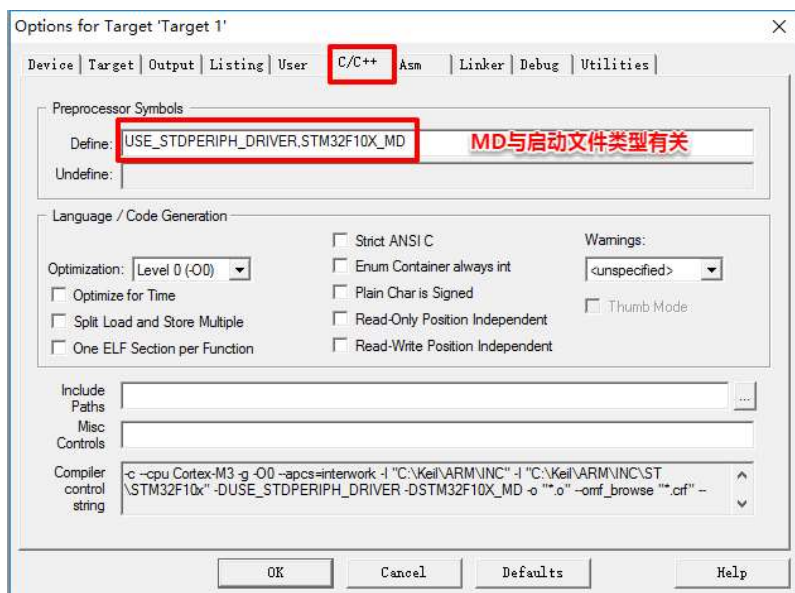 Options for Target 'Target 1'
Device | Target | Output | Listing | User C/C++ Asm | Linker | Debug | Utilities |
Preprocessor Symbols
Define: USE_STDPERIPH_DRIVER,STM32F10X_MD MD与启动文件类型有关
Undefine:
Language / Code Generation
Strict ANSI C Warnings:
Optimization: Level 0 (-O0) Enum Container always int <unspecified>
Optimize for Time Plain Char is Signed Thumb Mode
Split Load and Store Multiple Read-Only Position Independent
One ELF Section per Function Read-Write Position Independent
Include
Paths ...
Misc
Controls
Compiler -c --cpu Cortex-M3 -g -O0 --apcs=interwork -I "C:\Keil\ARM\INC" -I "C:\Keil\ARM\INC\ST
control \STM32F10x" -DUSE_STDPERIPH_DRIVER -DSTM32F10X_MD -o "*.o" --omf_browse "*.crf" --
string
OK Cancel Defaults Help